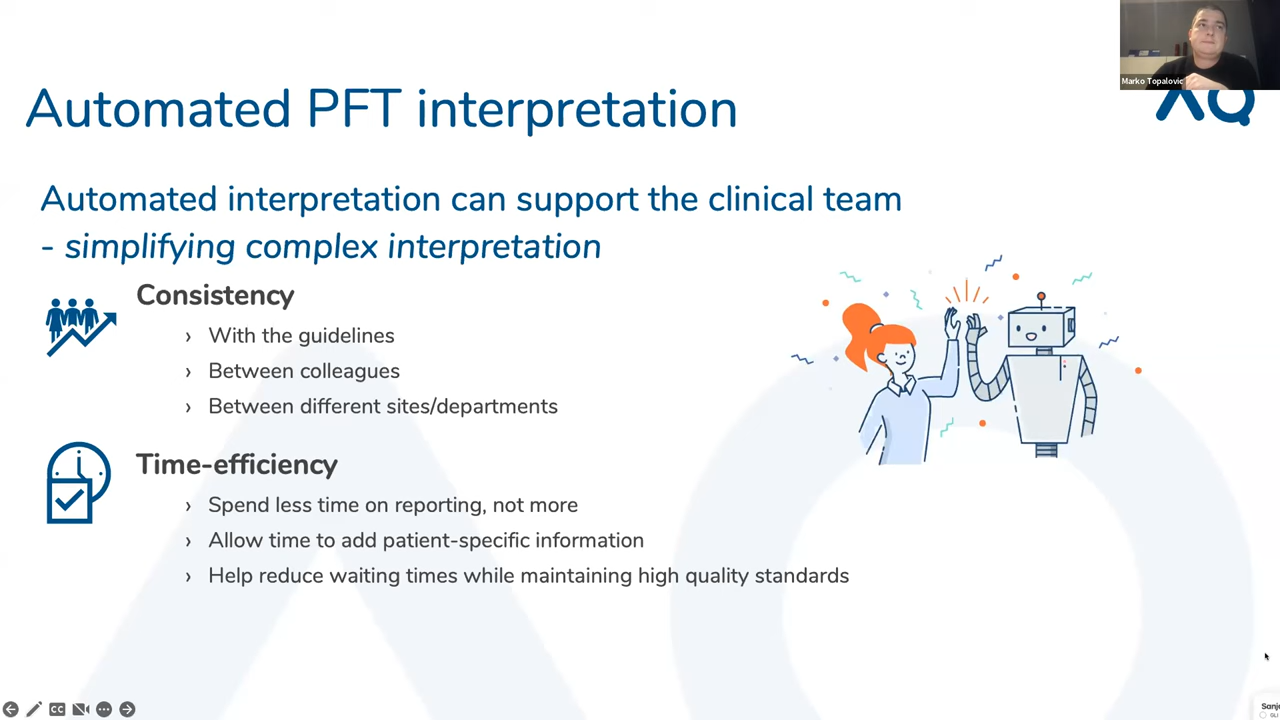 Marko Topalovic
Automated PFT interpretation
Automated interpretation can support the clinical team
- simplifying complex interpretation
Consistency
› With the guidelines
› Between colleagues
› Between different sites/departments
Time-efficiency
› Spend less time on reporting, not more
› Allow time to add patient-specific information
› Help reduce waiting times while maintaining high quality standards
CC